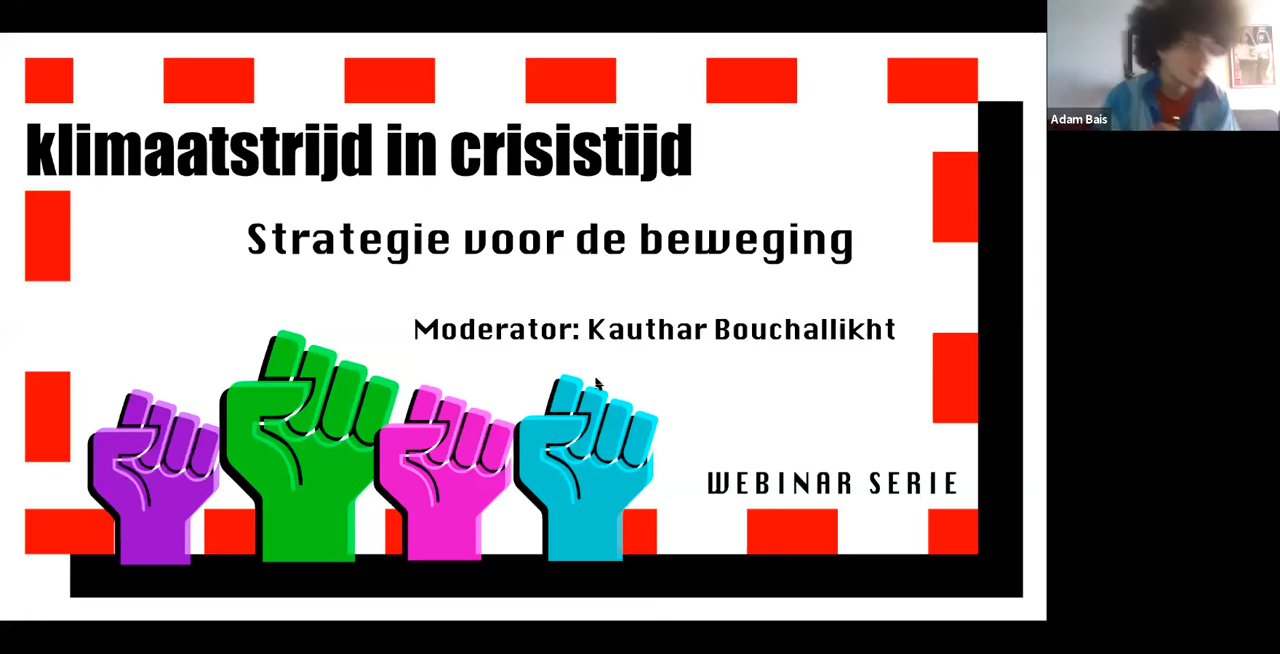 klimaatstrijd in crisistijd
Strategie voor de beweging
Moderator: Kauthar Bouchallikht
WEBINAR SERIE
Adam Bais